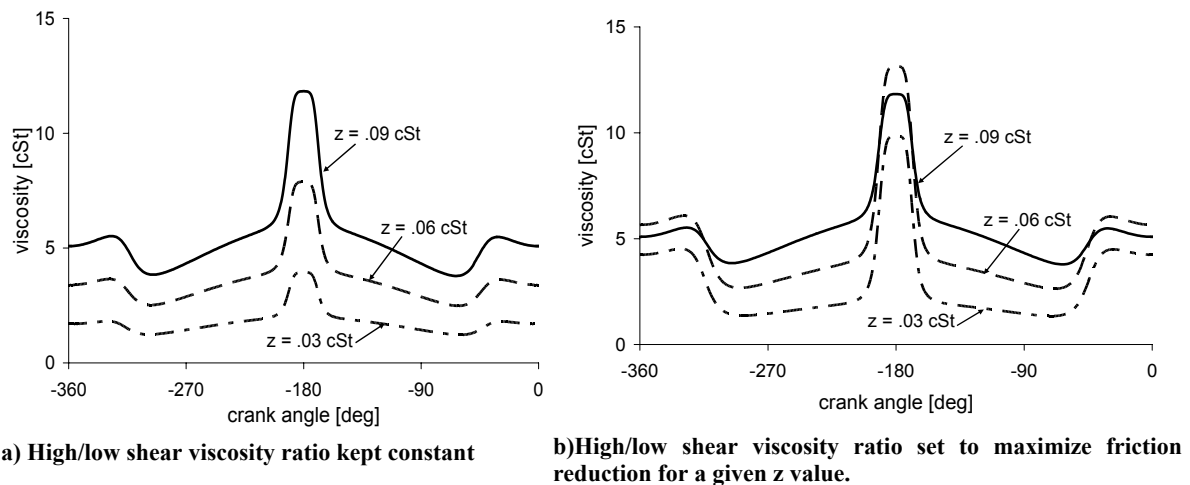 15
10
5
0
viscosity [cSt]
z = .09 cSt
z = .06 cSt
z = .03 cSt
-360
-270
-180
-90
0
crank angle [deg]
a) High/low shear viscosity ratio kept constant
15
10
5
0
viscosity [cSt]
z = .09 cSt
z = .06 cSt
z = .03 cSt
-360
-270
-180
-90
0
crank angle [deg]
b)High/low shear viscosity ratio set to maximize friction
reduction for a given z value.